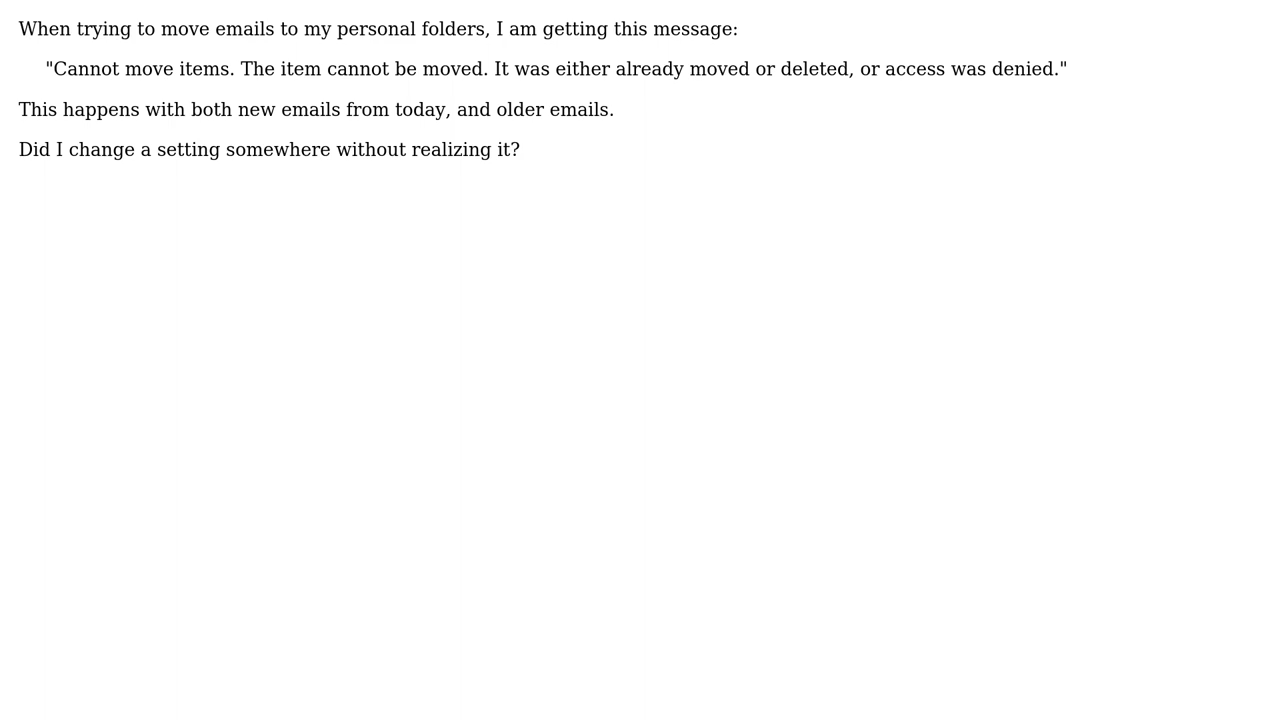 When trying to move emails to my personal folders, I am getting this message:
"Cannot move items. The item cannot be moved. It was either already moved or deleted, or access was denied."
This happens with both new emails from today, and older emails.
Did I change a setting somewhere without realizing it?